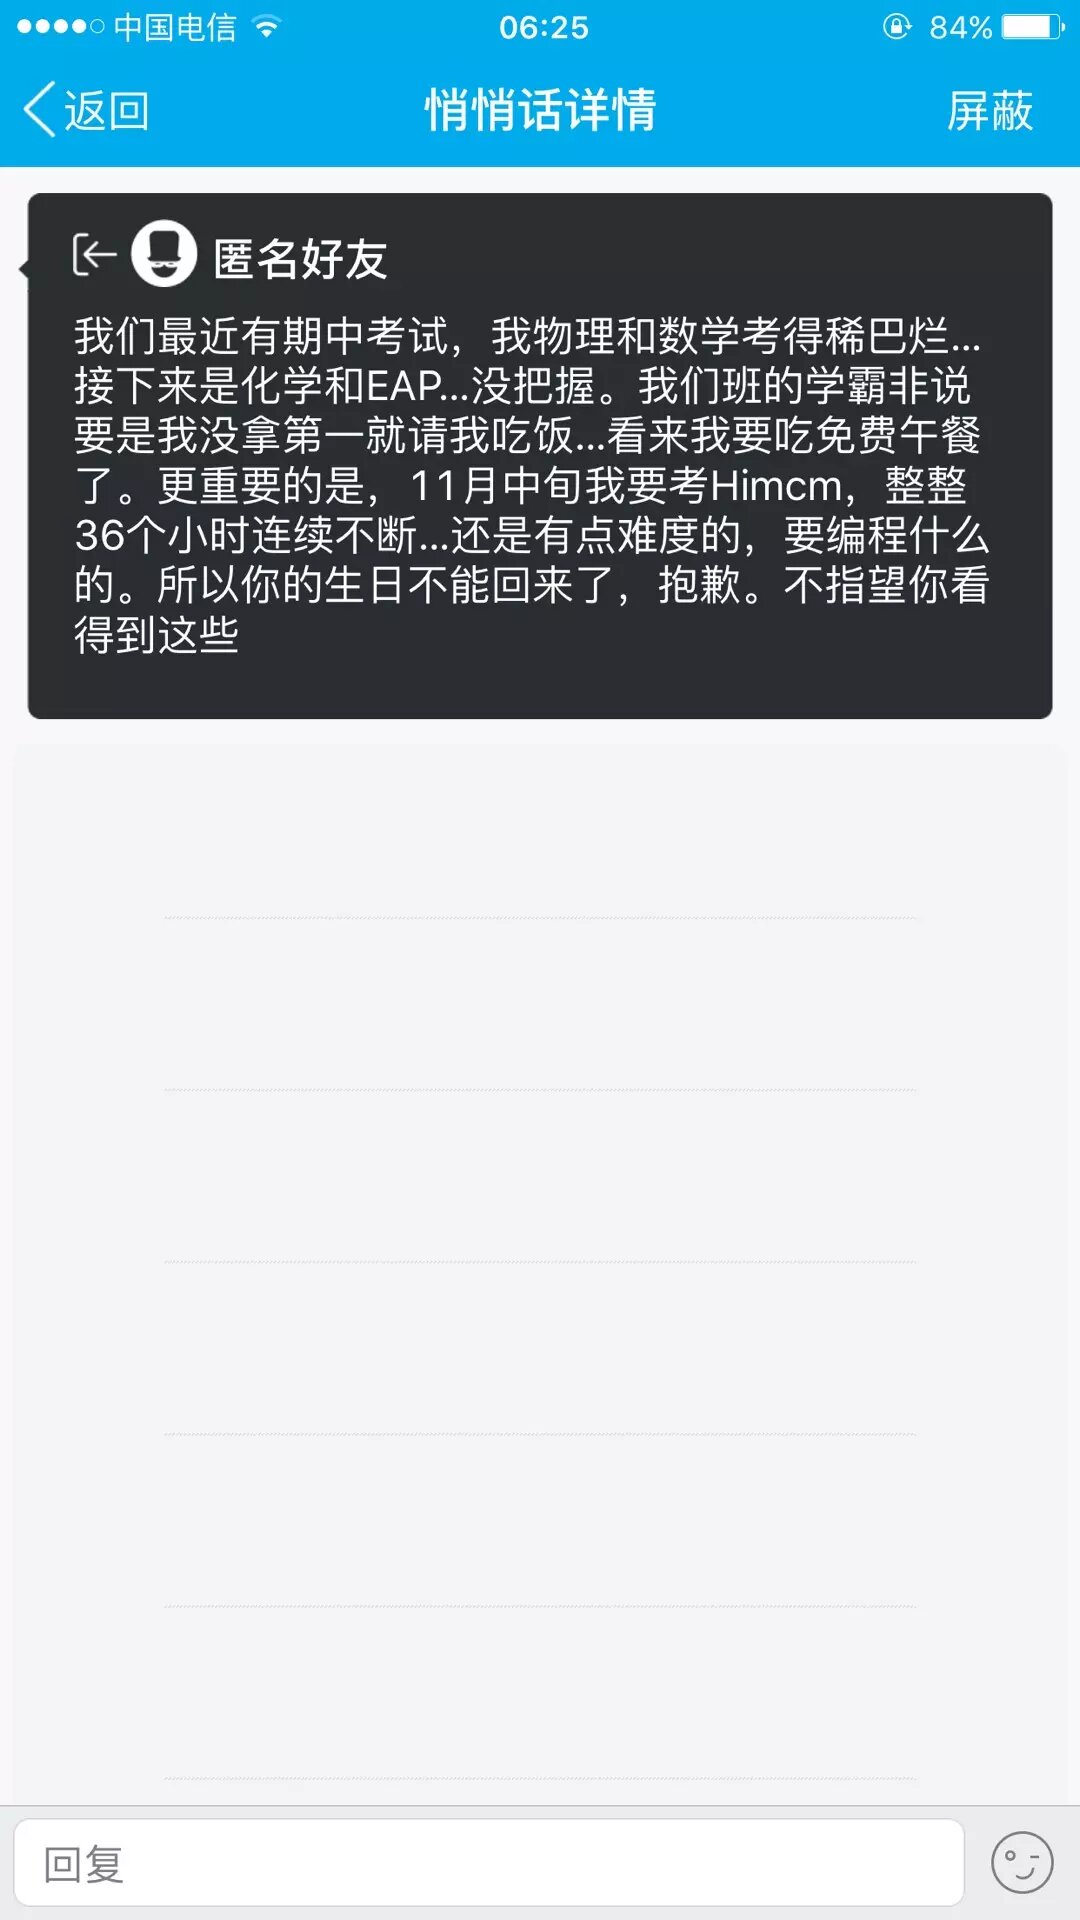 中国电信 06:25 84%
返回 悄悄话详情 屏蔽
匿名好友
我们最近有期中考试，我物理和数学考得稀巴烂...
接下来是化学和EAP...没把握。我们班的学霸非说
要是我没拿第一就请我吃饭...看来我要吃免费午餐
了。更重要的是，11月中旬我要考Himcm，整整
36个小时连续不断...还是有点难度的，要编程什么
的。所以你的生日不能回来了，抱歉。不指望你看
得到这些
回复